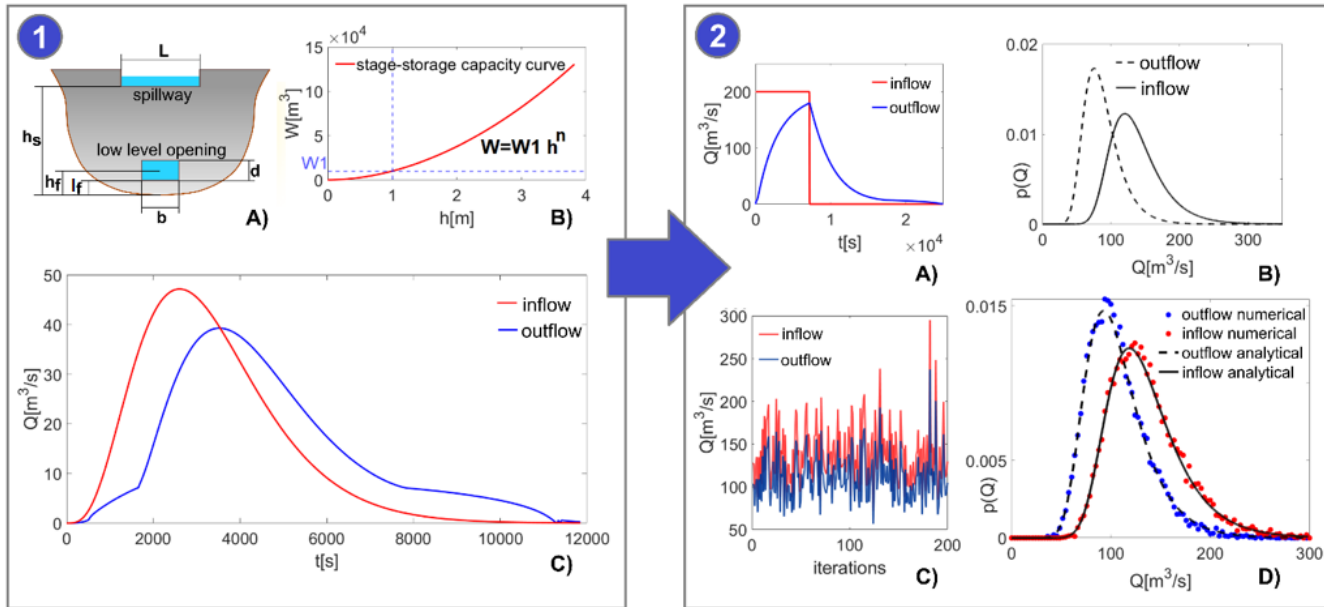 1
L
spillway
h_s
low level opening
h_f
l_f
d
b
A)
×10^4
15
10
5
0
W[m^3]
stage-storage capacity curve
W=W1 h^n
W1
0 1 2 3 4
h[m]
B)
50
40
30
20
10
0
Q[m^3/s]
inflow
outflow
0 2000 4000 6000 8000 10000 12000
t[s]
C)
2
200
100
0
Q[m^3/s]
inflow
outflow
0 1 2
t[s]
×10^4
A)
0.02
0.01
0
p(Q)
outflow
inflow
0 100 200 300
Q[m^3/s]
B)
300
250
200
150
100
50
Q[m^3/s]
inflow
outflow
0 100 200
iterations
C)
0.015
0.005
p(Q)
outflow numerical
inflow numerical
outflow analytical
inflow analytical
0 100 200 300
Q[m^3/s]
D)